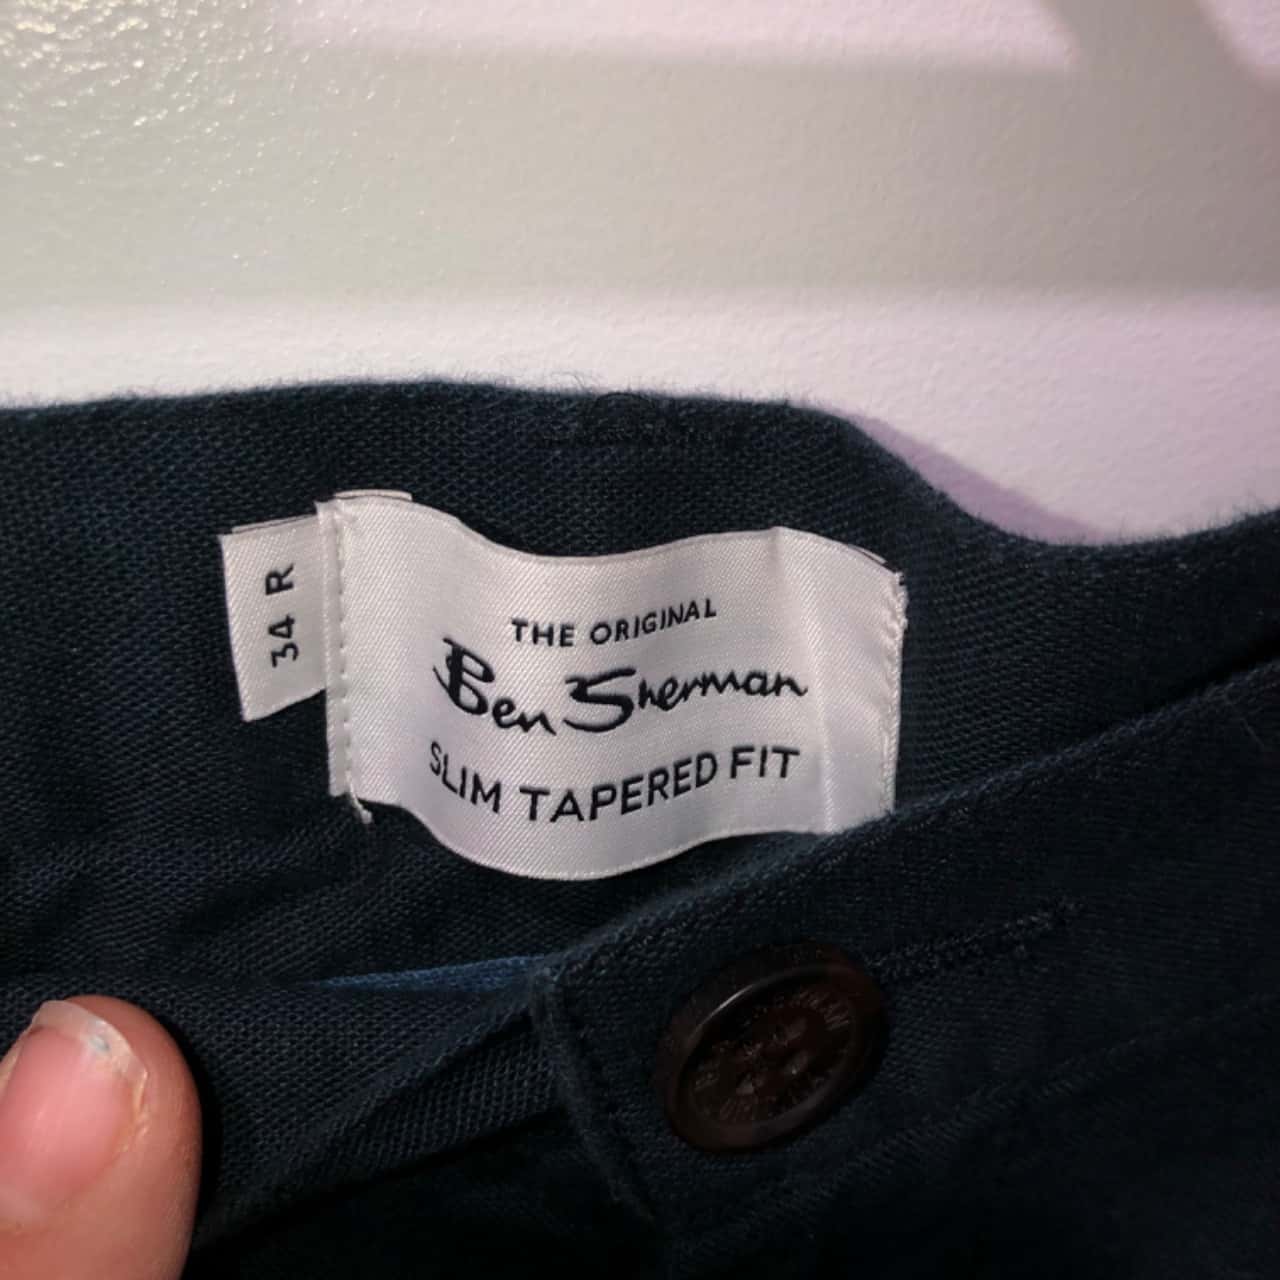 34 R
THE ORIGINAL
Ben Sherman
SLIM TAPERED FIT